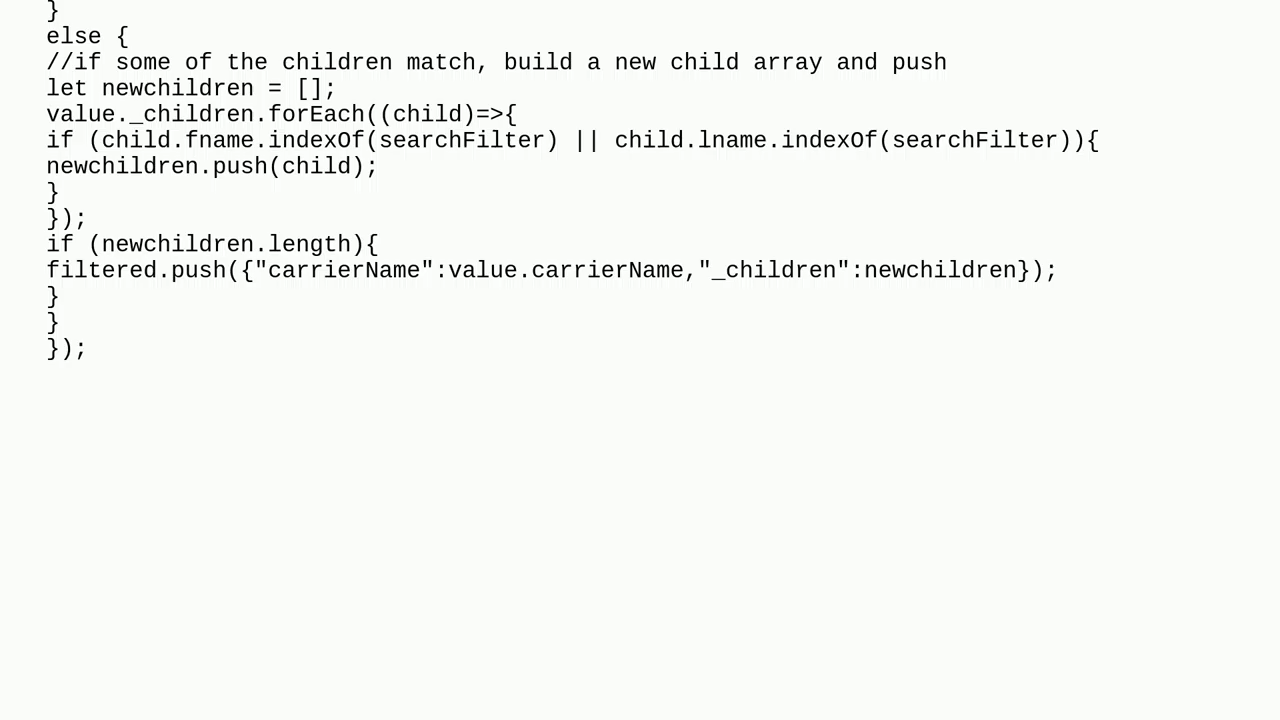 }
else {
//if some of the children match, build a new child array and push
let newchildren = [];
value._children.forEach((child)=>{
if (child.fname.indexOf(searchFilter) || child.lname.indexOf(searchFilter)){
newchildren.push(child);
}
});
if (newchildren.length){
filtered.push({"carrierName":value.carrierName,"_children":newchildren});
}
}
});